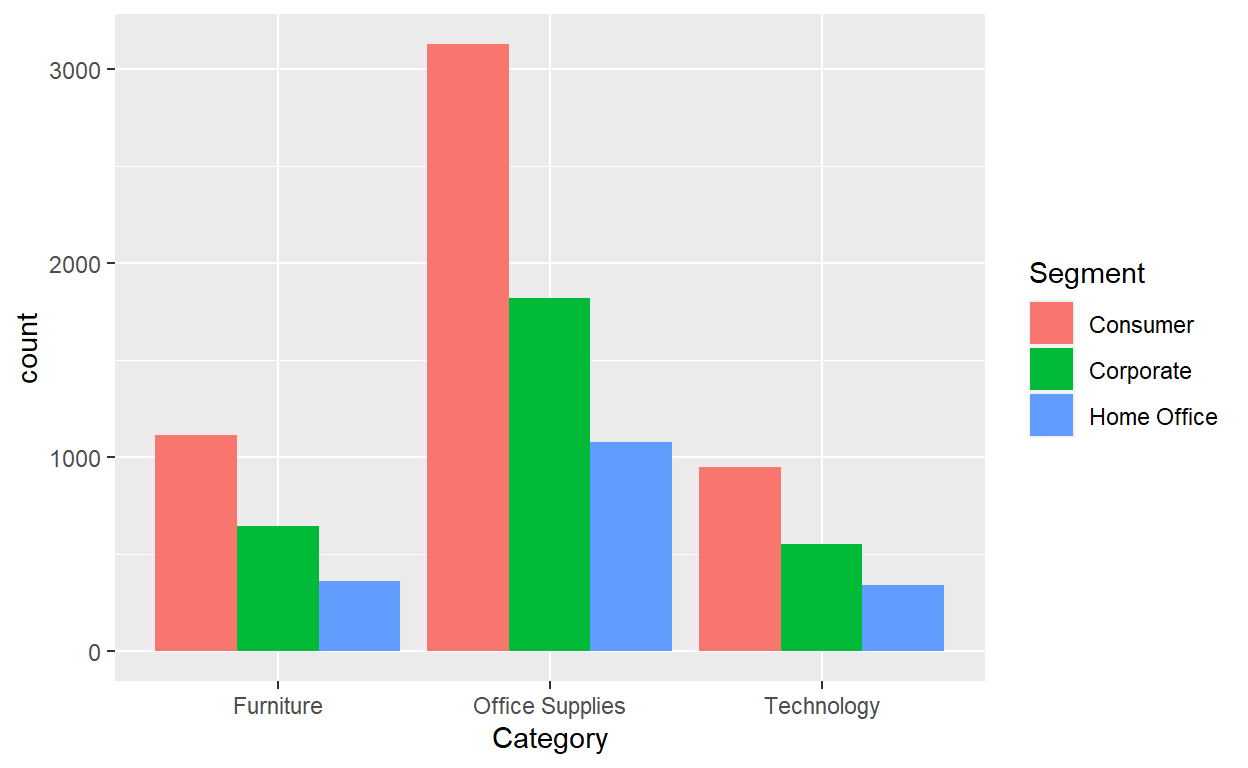 3000
2000
1000
0
count
Furniture
Office Supplies
Technology
Category
Segment
Consumer
Corporate
Home Office